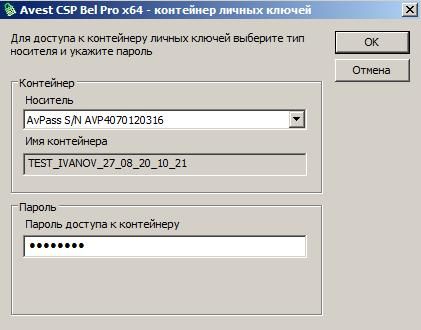 Avest CSP Bel Pro x64 - контейнер личных ключей
Для доступа к контейнеру личных ключей выберите тип
носителя и укажите пароль
OK
Отмена
Контейнер
Носитель
AvPass S/N AVP4070120316
Имя контейнера
TEST_IVANOV_27_08_20_10_21
Пароль
Пароль доступа к контейнеру
●●●●●●●●